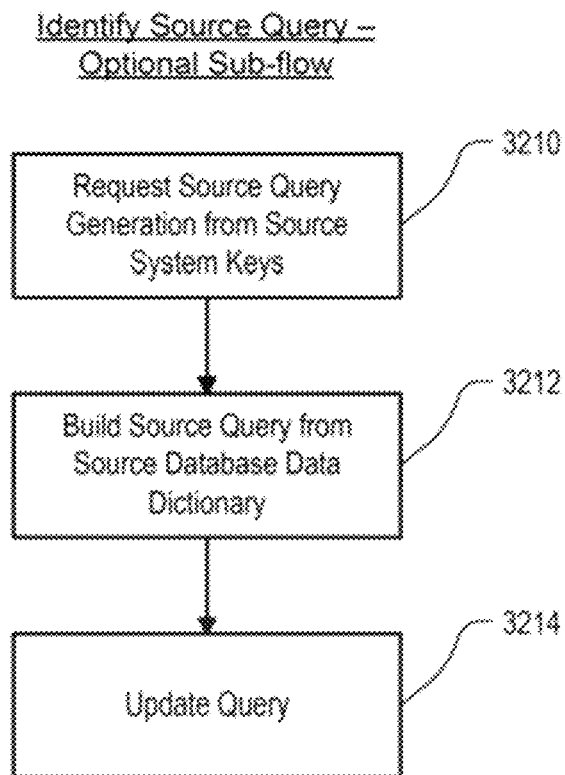 Identify Source Query –
Optional Sub-flow
3210
Request Source Query
Generation from Source
System Keys
3212
Build Source Query from
Source Database Data
Dictionary
3214
Update Query